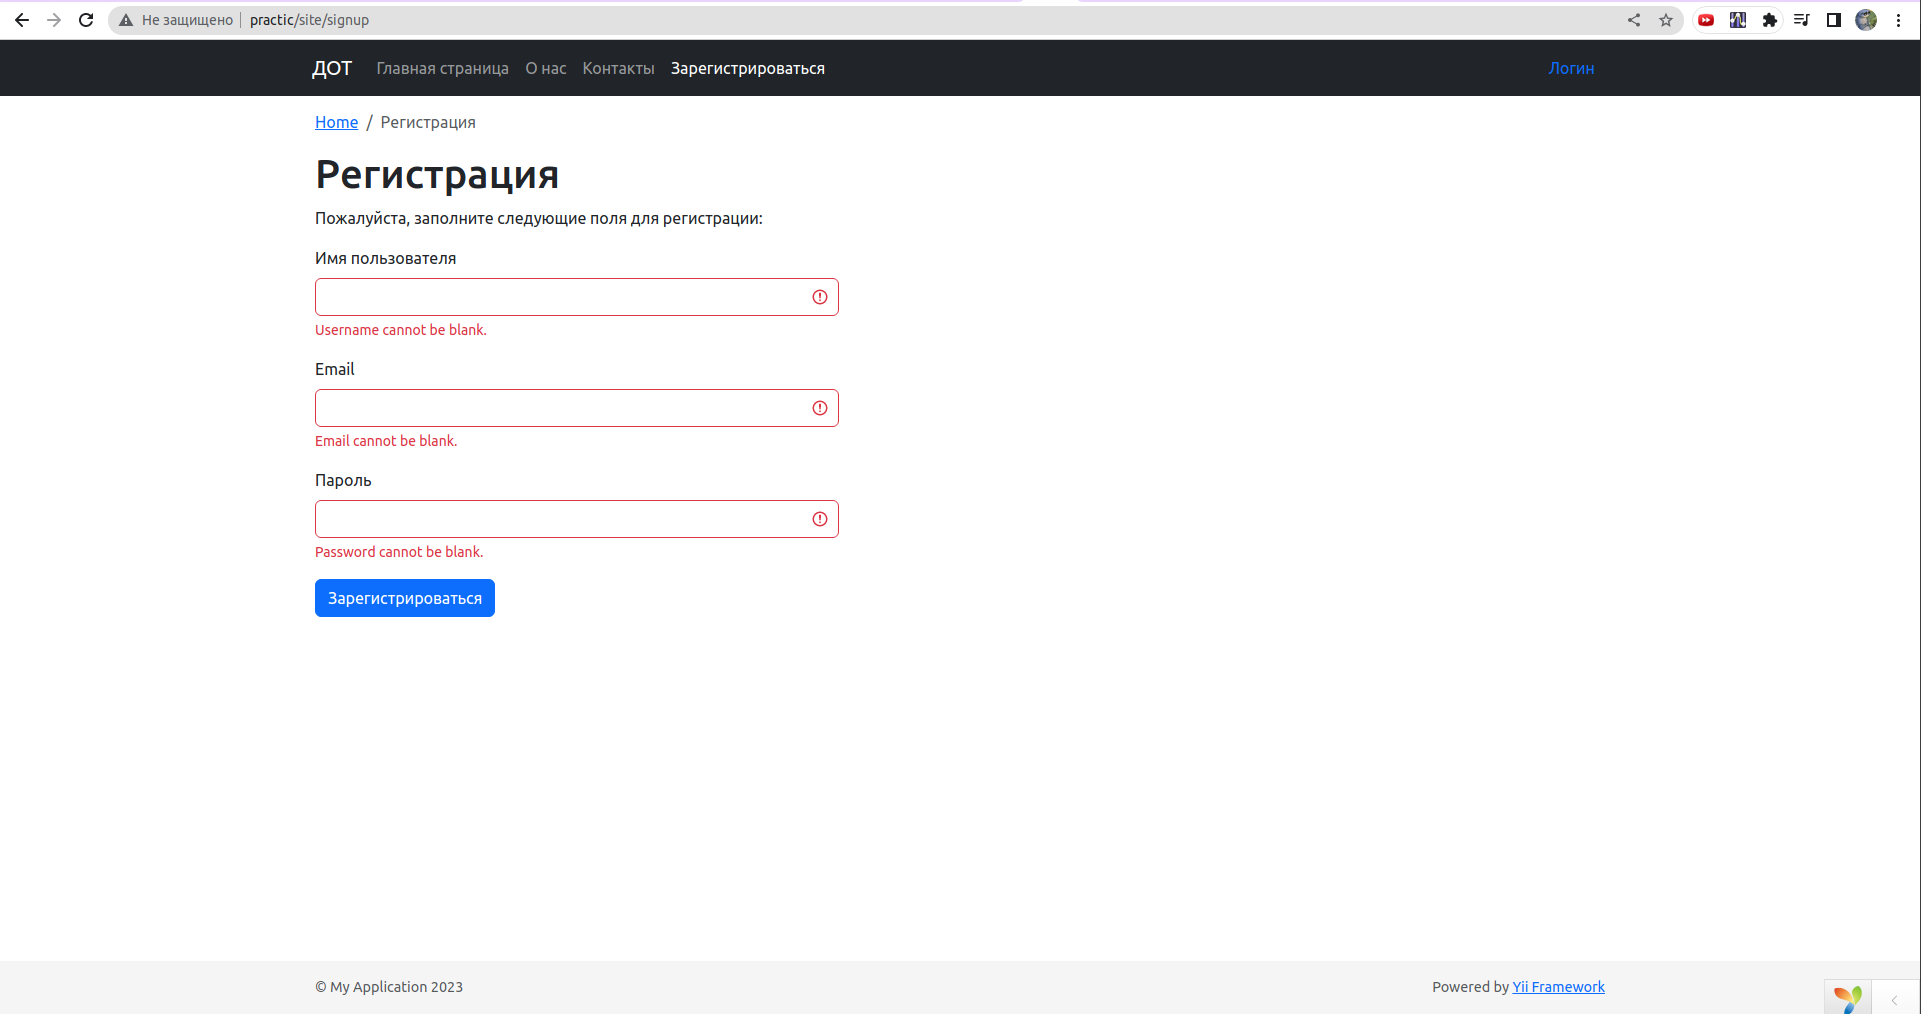 Не защищено practic/site/signup
ДОТ Главная страница О нас Контакты Зарегистрироваться Логин
Home / Регистрация
Регистрация
Пожалуйста, заполните следующие поля для регистрации:
Имя пользователя
Username cannot be blank.
Email
Email cannot be blank.
Пароль
Password cannot be blank.
Зарегистрироваться
© My Application 2023 Powered by Yii Framework